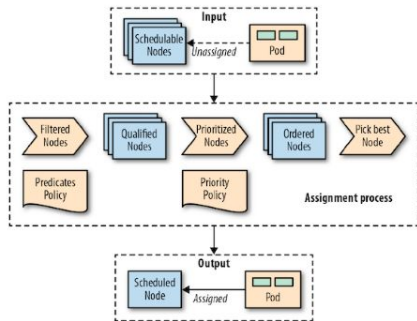 Input
Schedulable
Nodes
Unassigned
Pod
Filtered
Nodes
Qualified
Nodes
Prioritized
Nodes
Ordered
Nodes
Pick best
Node
Predicates
Policy
Priority
Policy
Assignment process
Output
Scheduled
Node
Assigned
Pod